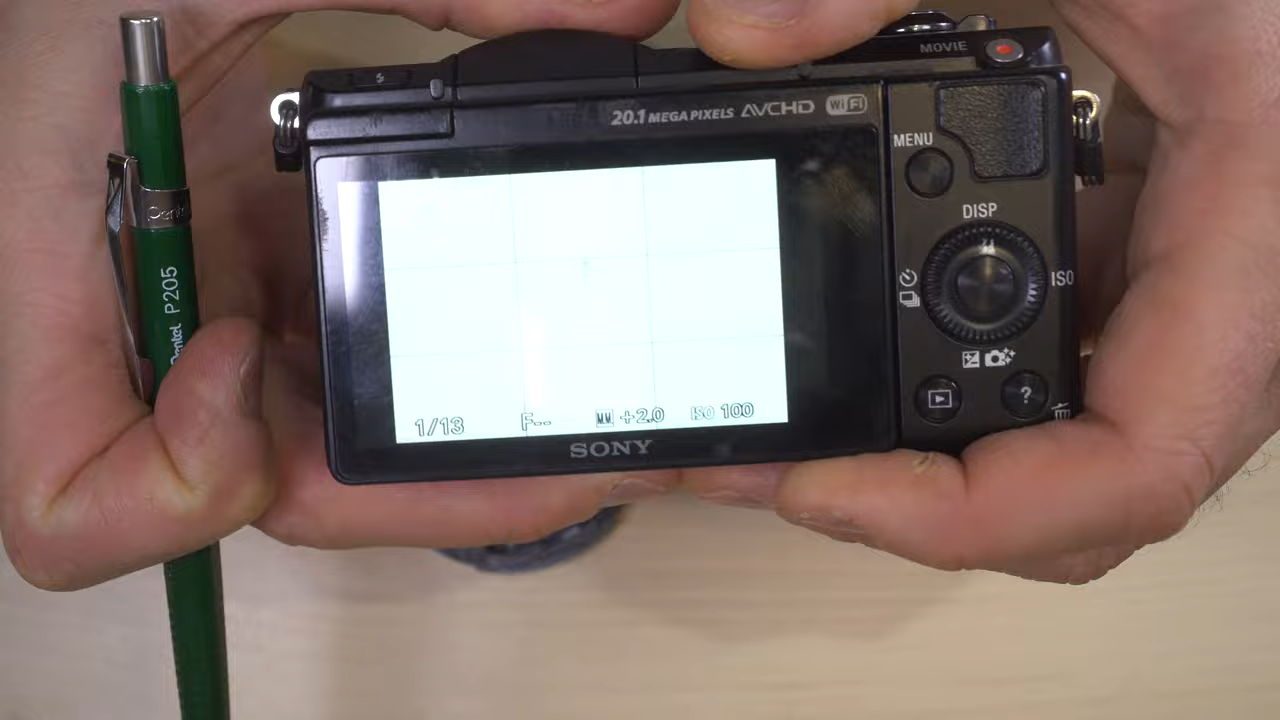 MOVIE
20.1 MEGA PIXELS AVCHD Wi Fi
MENU
DISP
ISO
?
1/13 F-- M.M. +2.0 ISO 100
SONY
Pentel
Pentel P205